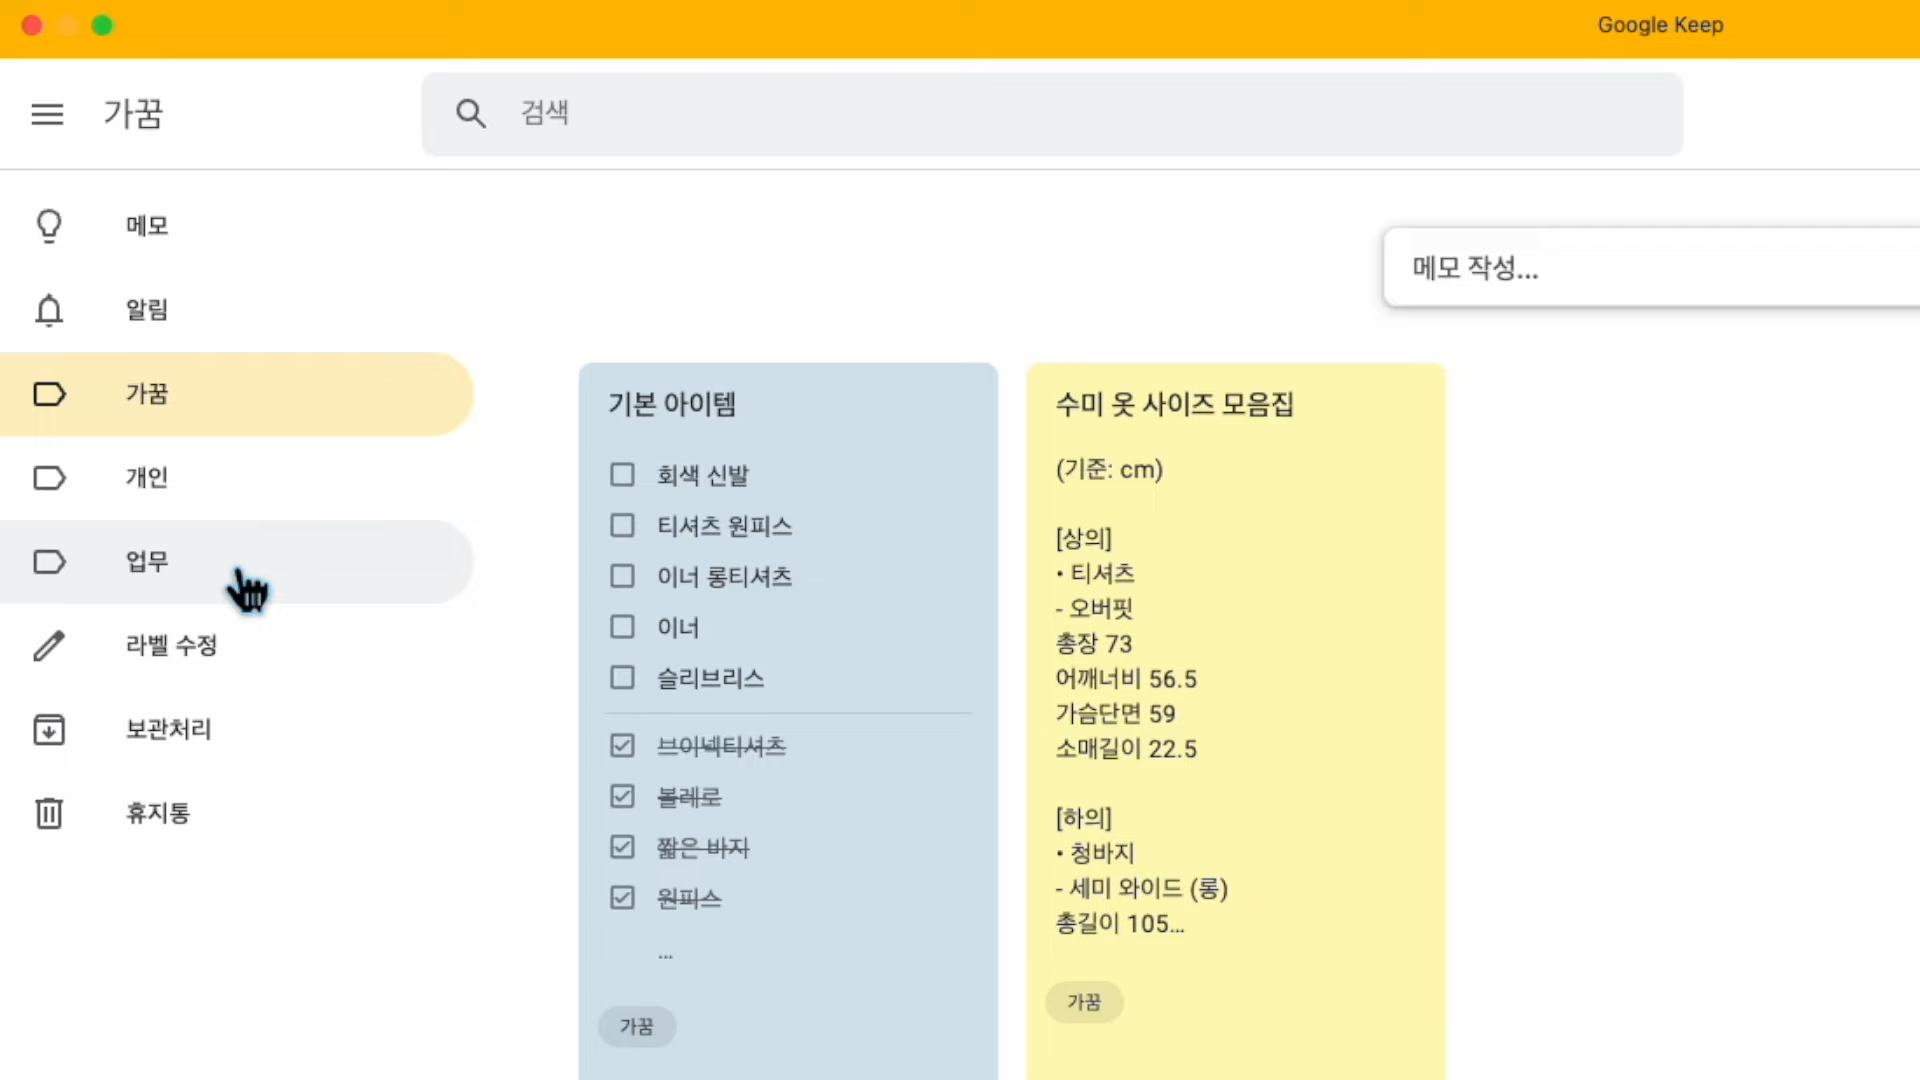 Google Keep
가꿈
검색
메모
알림
가꿈
개인
업무
라벨 수정
보관처리
휴지통
메모 작성...
기본 아이템
회색 신발
티셔츠 원피스
이너 롱티셔츠
이너
슬리브리스
브이넥티셔츠
볼레로
짧은 바지
원피스
...
가꿈
수미 옷 사이즈 모음집
(기준: cm)
[상의]
• 티셔츠
- 오버핏
총장 73
어깨너비 56.5
가슴단면 59
소매길이 22.5
[하의]
• 청바지
- 세미 와이드 (롱)
총길이 105...
가꿈